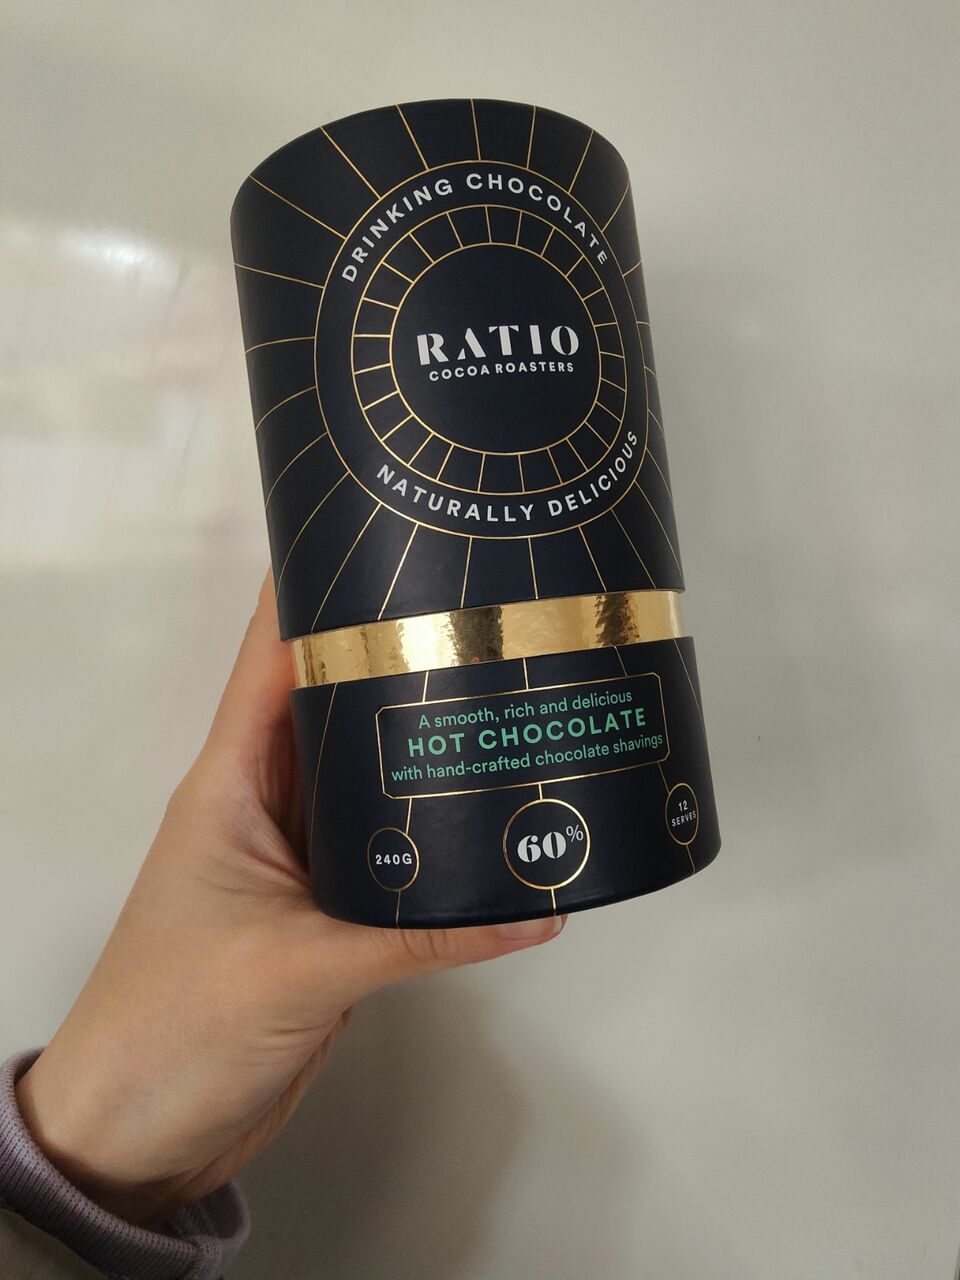 DRINKING CHOCOLATE
RATIO
COCOA ROASTERS
NATURALLY DELICIOUS
A smooth, rich and delicious
HOT CHOCOLATE
with hand-crafted chocolate shavings
240G
60%
12
SERVES